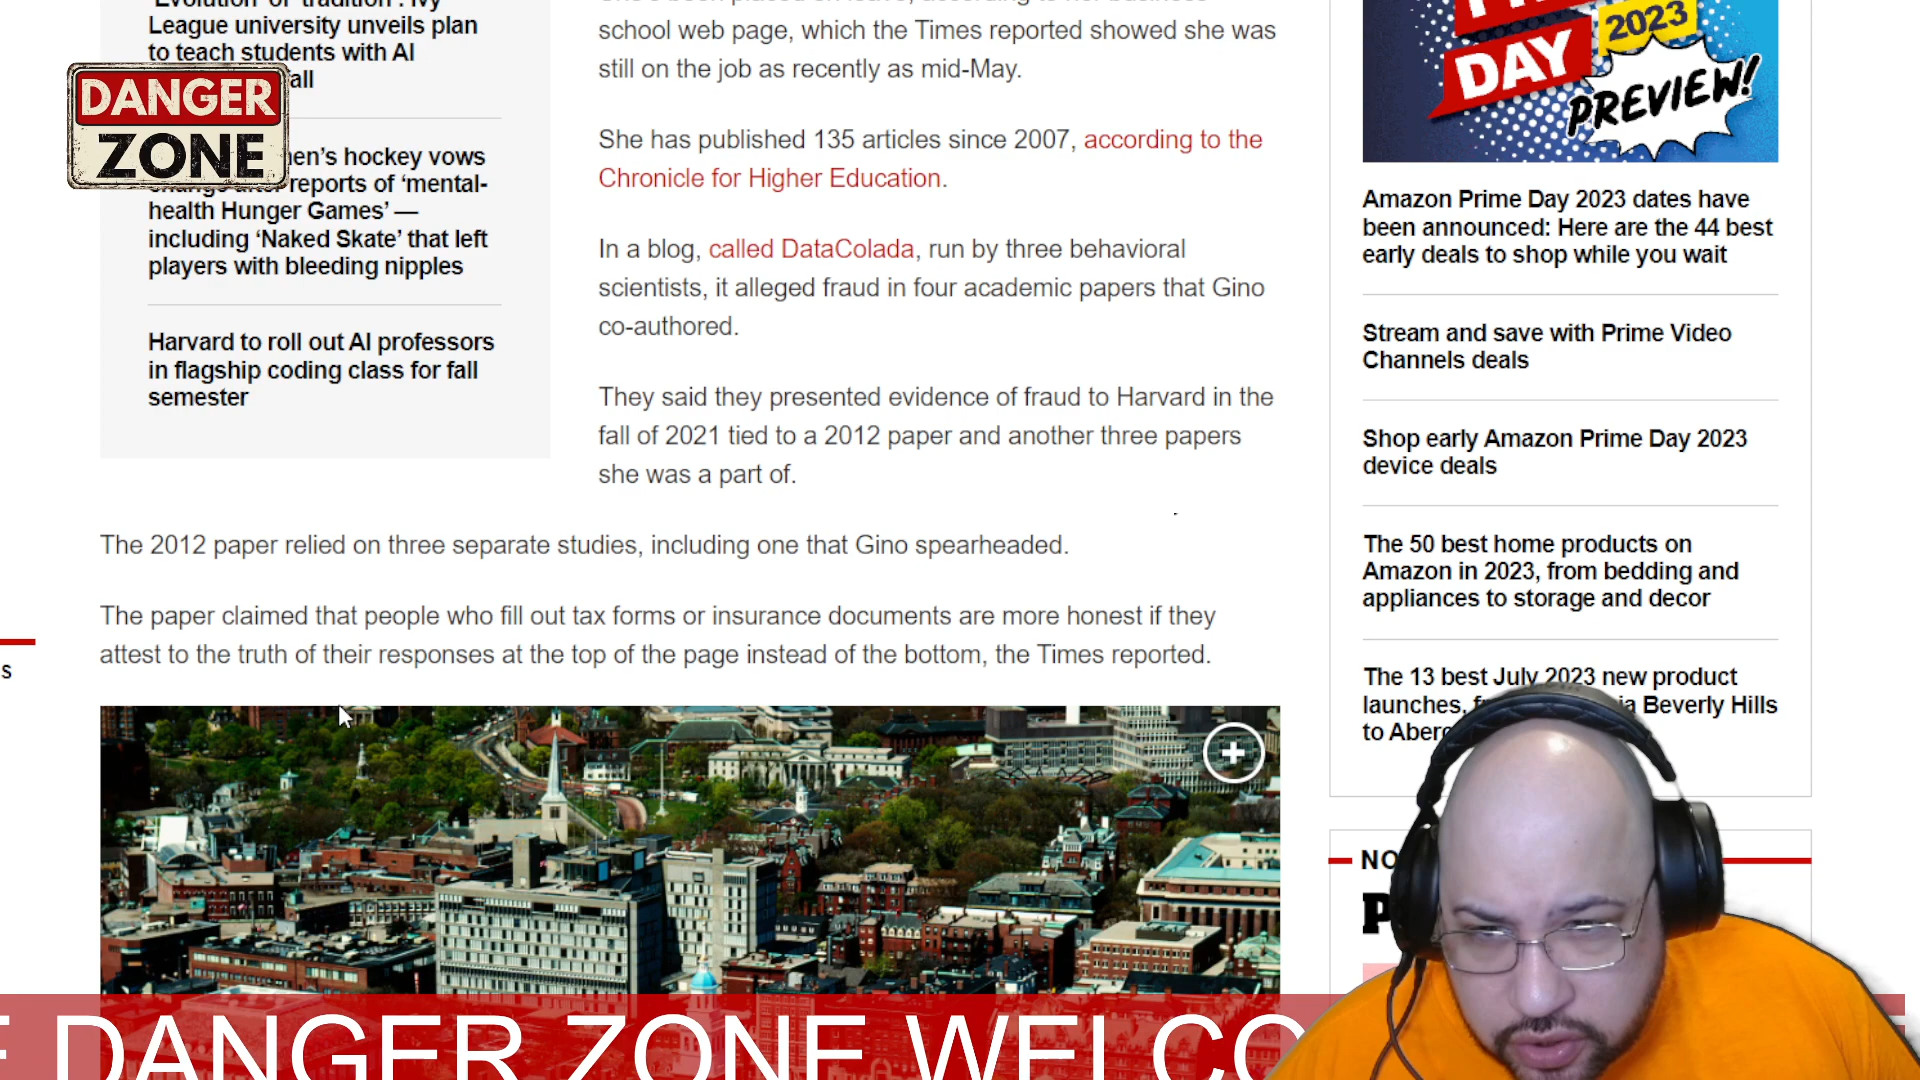 League university unveils plan
to teach students with AI
all
DANGER
ZONE
hockey vows
reports of ‘mental-
health Hunger Games’ —
including ‘Naked Skate’ that left
players with bleeding nipples
Harvard to roll out AI professors
in flagship coding class for fall
semester
school web page, which the Times reported showed she was
still on the job as recently as mid-May.
She has published 135 articles since 2007, according to the
Chronicle for Higher Education.
In a blog, called DataColada, run by three behavioral
scientists, it alleged fraud in four academic papers that Gino
co-authored.
They said they presented evidence of fraud to Harvard in the
fall of 2021 tied to a 2012 paper and another three papers
she was a part of.
The 2012 paper relied on three separate studies, including one that Gino spearheaded.
The paper claimed that people who fill out tax forms or insurance documents are more honest if they
attest to the truth of their responses at the top of the page instead of the bottom, the Times reported.
s
DAY
2023
PREVIEW!
Amazon Prime Day 2023 dates have
been announced: Here are the 44 best
early deals to shop while you wait
Stream and save with Prime Video
Channels deals
Shop early Amazon Prime Day 2023
device deals
The 50 best home products on
Amazon in 2023, from bedding and
appliances to storage and decor
The 13 best July 2023 new product
launches, Beverly Hills
to
NO
P
DANGER ZONE WELCO